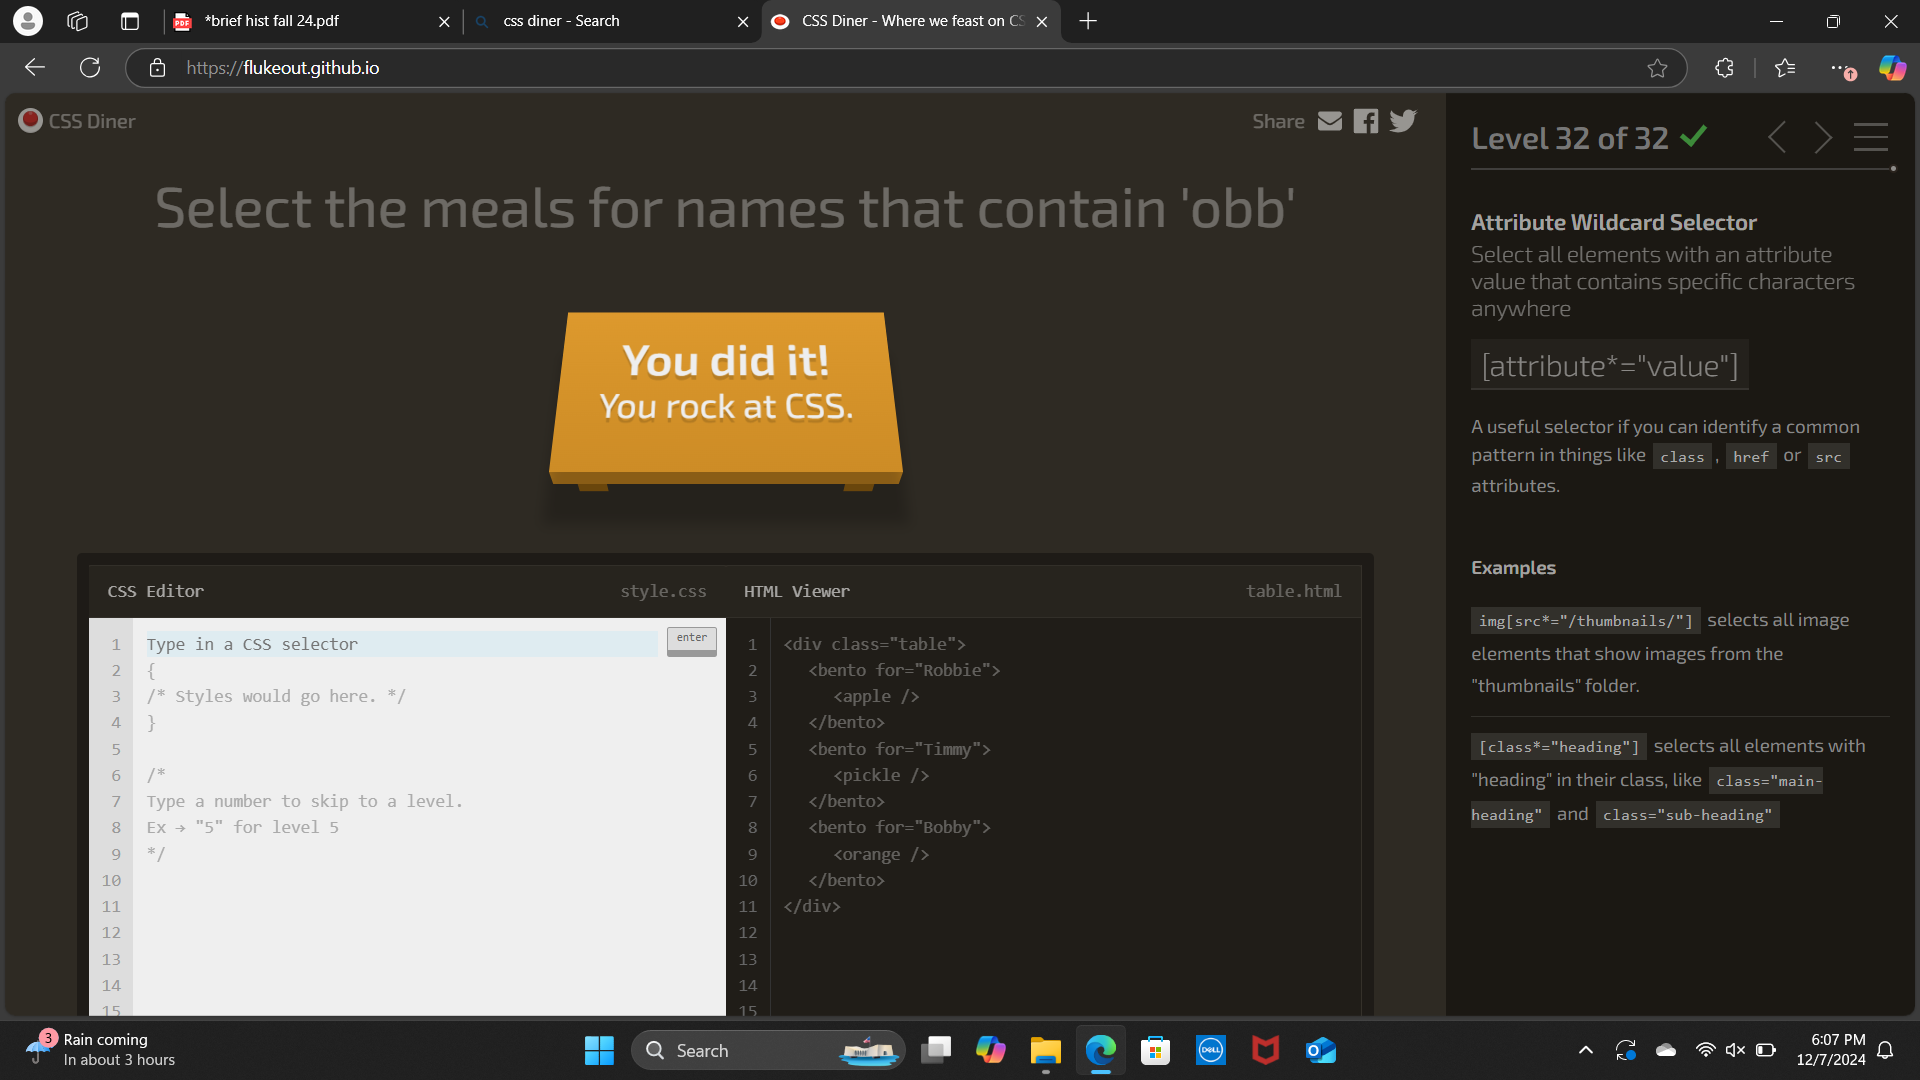 *brief hist fall 24.pdf
css diner - Search
CSS Diner - Where we feast on CS
https://flukeout.github.io
CSS Diner
Share
Select the meals for names that contain 'obb'
You did it!
You rock at CSS.
CSS Editor
style.css
HTML Viewer
table.html
1
2
3
4
5
6
7
8
9
10
11
12
13
14
15
Type in a CSS selector
enter
{
/* Styles would go here. */
}
/*
Type a number to skip to a level.
Ex → "5" for level 5
*/
1
2
3
4
5
6
7
8
9
10
11
12
13
14
15
<div class="table">
<bento for="Robbie">
<apple />
</bento>
<bento for="Timmy">
<pickle />
</bento>
<bento for="Bobby">
<orange />
</bento>
</div>
Level 32 of 32
Attribute Wildcard Selector
Select all elements with an attribute
value that contains specific characters
anywhere
[attribute*="value"]
A useful selector if you can identify a common
pattern in things like class , href or src
attributes.
Examples
img[src*="/thumbnails/"] selects all image
elements that show images from the
"thumbnails" folder.
[class*="heading"] selects all elements with
"heading" in their class, like class="main-
heading" and class="sub-heading"
3
Rain coming
In about 3 hours
Search
DELL
6:07 PM
12/7/2024